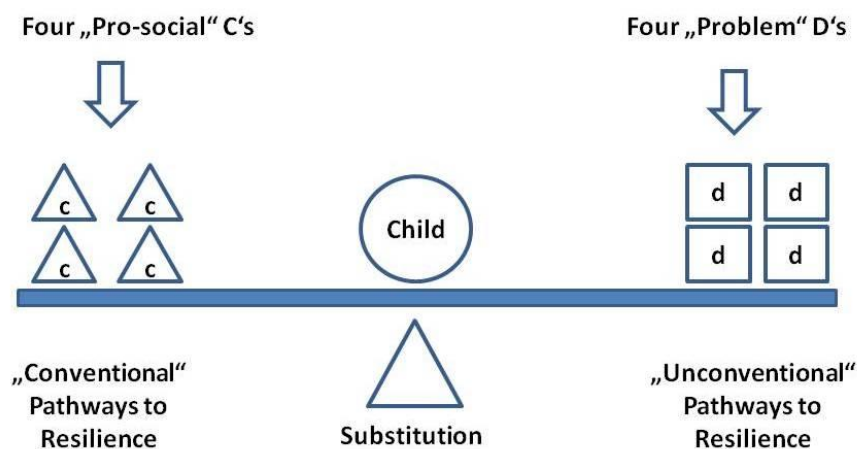 Four „Pro-social“ C‘s
Four „Problem“ D‘s
c c
c c
Child
d d
d d
„Conventional“
Pathways to
Resilience
Substitution
„Unconventional“
Pathways to
Resilience